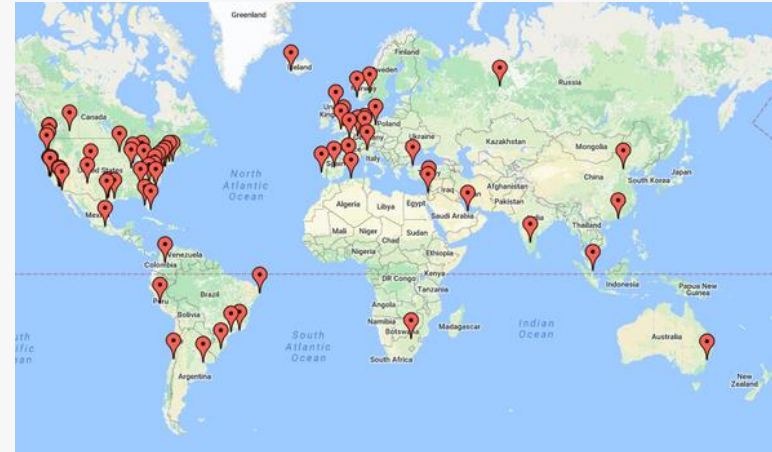 Greenland
Iceland
Finland
Sweden
Norway
Russia
Canada
Poland
Ukraine
Kazakhstan
Mongolia
United States
North
Atlantic
Ocean
Spain
Italy
Iraq
Afghanistan
Pakistan
China
South Korea
Japan
Algeria
Libya
Egypt
Saudi Arabia
Thailand
Mali
Niger
Chad
Sudan
Nigeria
Ethiopia
Venezuela
Colombia
DR Congo
Kenya
Tanzania
Indonesia
Papua New
Guinea
Peru
Brazil
Bolivia
Angola
Namibia
Botswana
Madagascar
South
Atlantic
Ocean
Indian
Ocean
Australia
South Africa
Argentina
New
Zealand